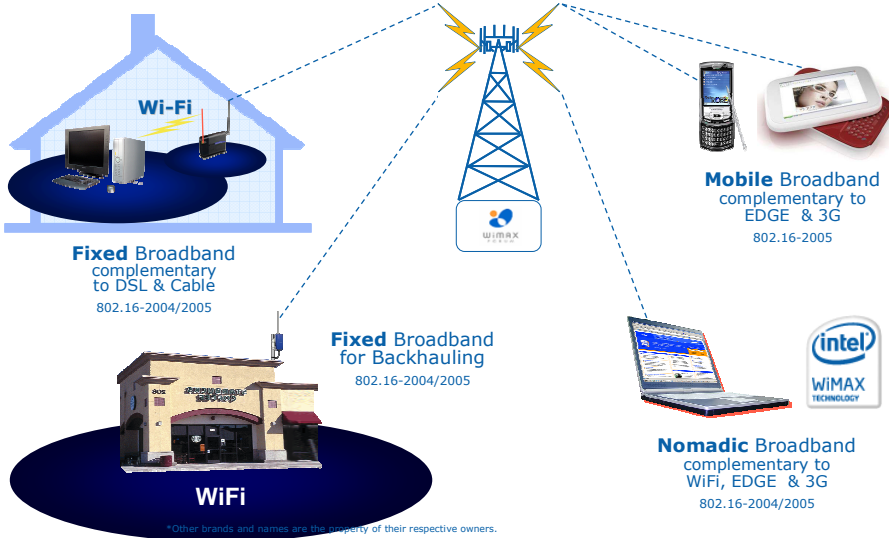 Wi-Fi
WiMAX
FORUM
Mobile Broadband
complementary to
EDGE & 3G
802.16-2005
Fixed Broadband
complementary
to DSL & Cable
802.16-2004/2005
Fixed Broadband
for Backhauling
802.16-2004/2005
intel
WiMAX
TECHNOLOGY
WiFi
Nomadic Broadband
complementary to
WiFi, EDGE & 3G
802.16-2004/2005
*Other brands and names are the property of their respective owners.